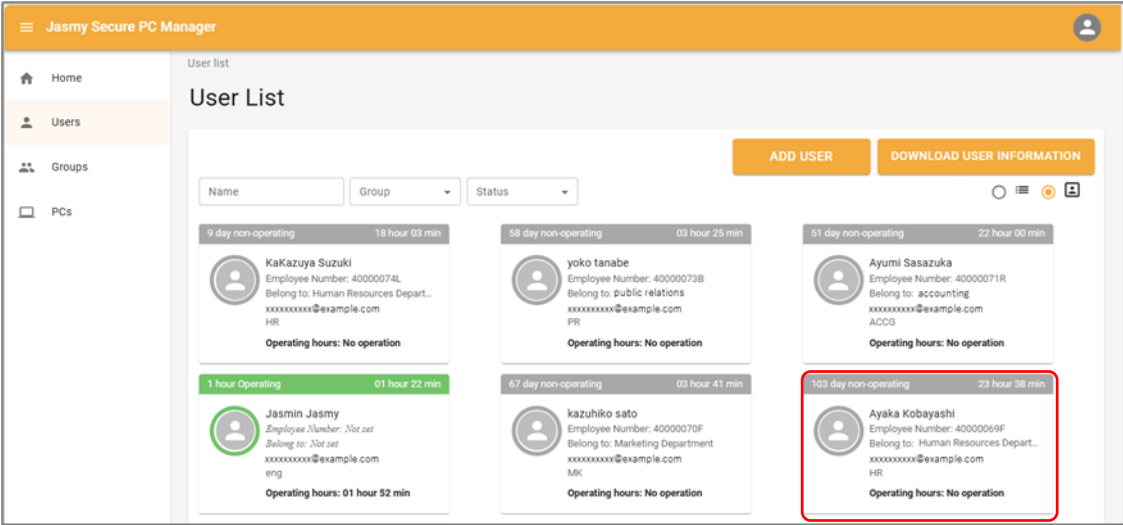 Jasmy Secure PC Manager
Home
Users
Groups
PCs
User list
User List
ADD USER
DOWNLOAD USER INFORMATION
Name
Group
Status
9 day non-operating 18 hour 03 min
KaKazuya Suzuki
Employee Number: 40000074L
Belong to: Human Resources Depart...
xxxxxxxxxx@example.com
HR
Operating hours: No operation
58 day non-operating 03 hour 25 min
yoko tanabe
Employee Number: 40000073B
Belong to: public relations
xxxxxxxxxx@example.com
PR
Operating hours: No operation
51 day non-operating 22 hour 00 min
Ayumi Sasazuka
Employee Number: 40000071R
Belong to: accounting
xxxxxxxxxx@example.com
ACCG
Operating hours: No operation
1 hour Operating 01 hour 22 min
Jasmin Jasmy
Employee Number: Not set
Belong to: Not set
xxxxxxxxxx@example.com
eng
Operating hours: 01 hour 52 min
67 day non-operating 03 hour 41 min
kazuhiko sato
Employee Number: 40000070F
Belong to: Marketing Department
xxxxxxxxxx@example.com
MK
Operating hours: No operation
103 day non-operating 23 hour 38 min
Ayaka Kobayashi
Employee Number: 40000069F
Belong to: Human Resources Depart...
xxxxxxxxxx@example.com
HR
Operating hours: No operation